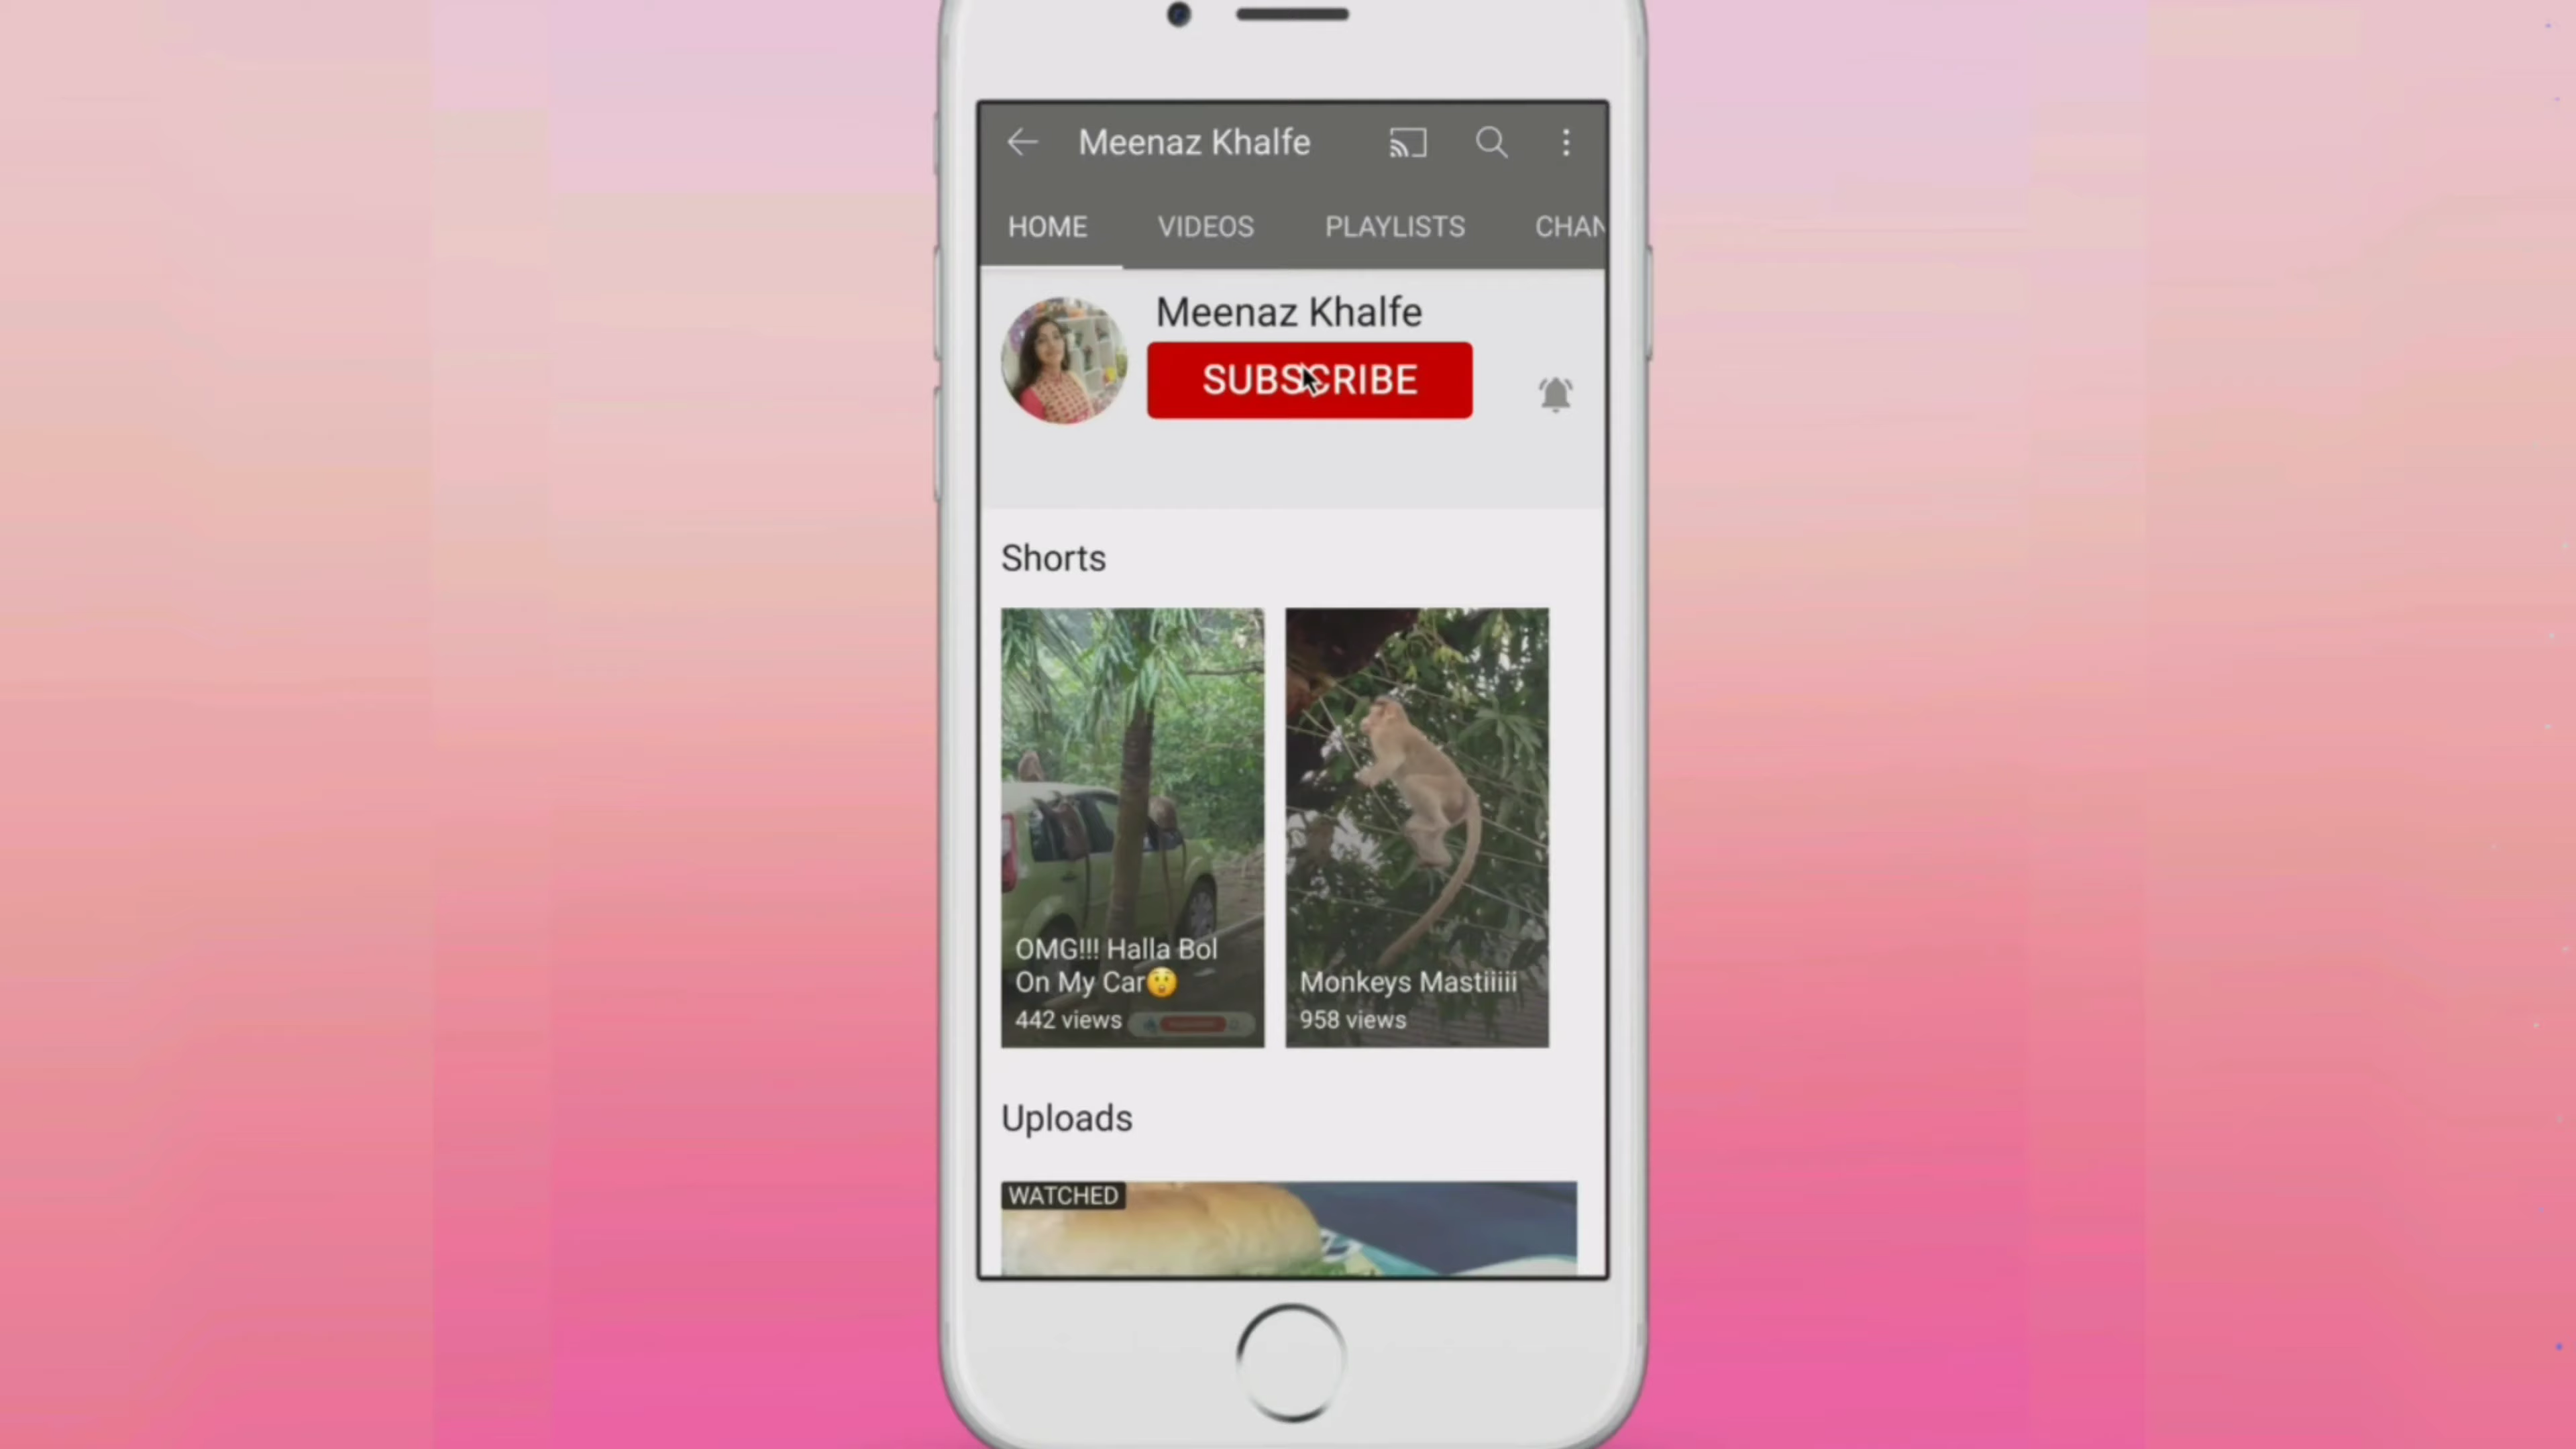 Meenaz Khalfe
HOME VIDEOS PLAYLISTS CHAN
Meenaz Khalfe
SUBSCRIBE
Shorts
OMG!!! Halla Bol
On My Car😲
442 views
Monkeys Mastiiiii
958 views
Uploads
WATCHED